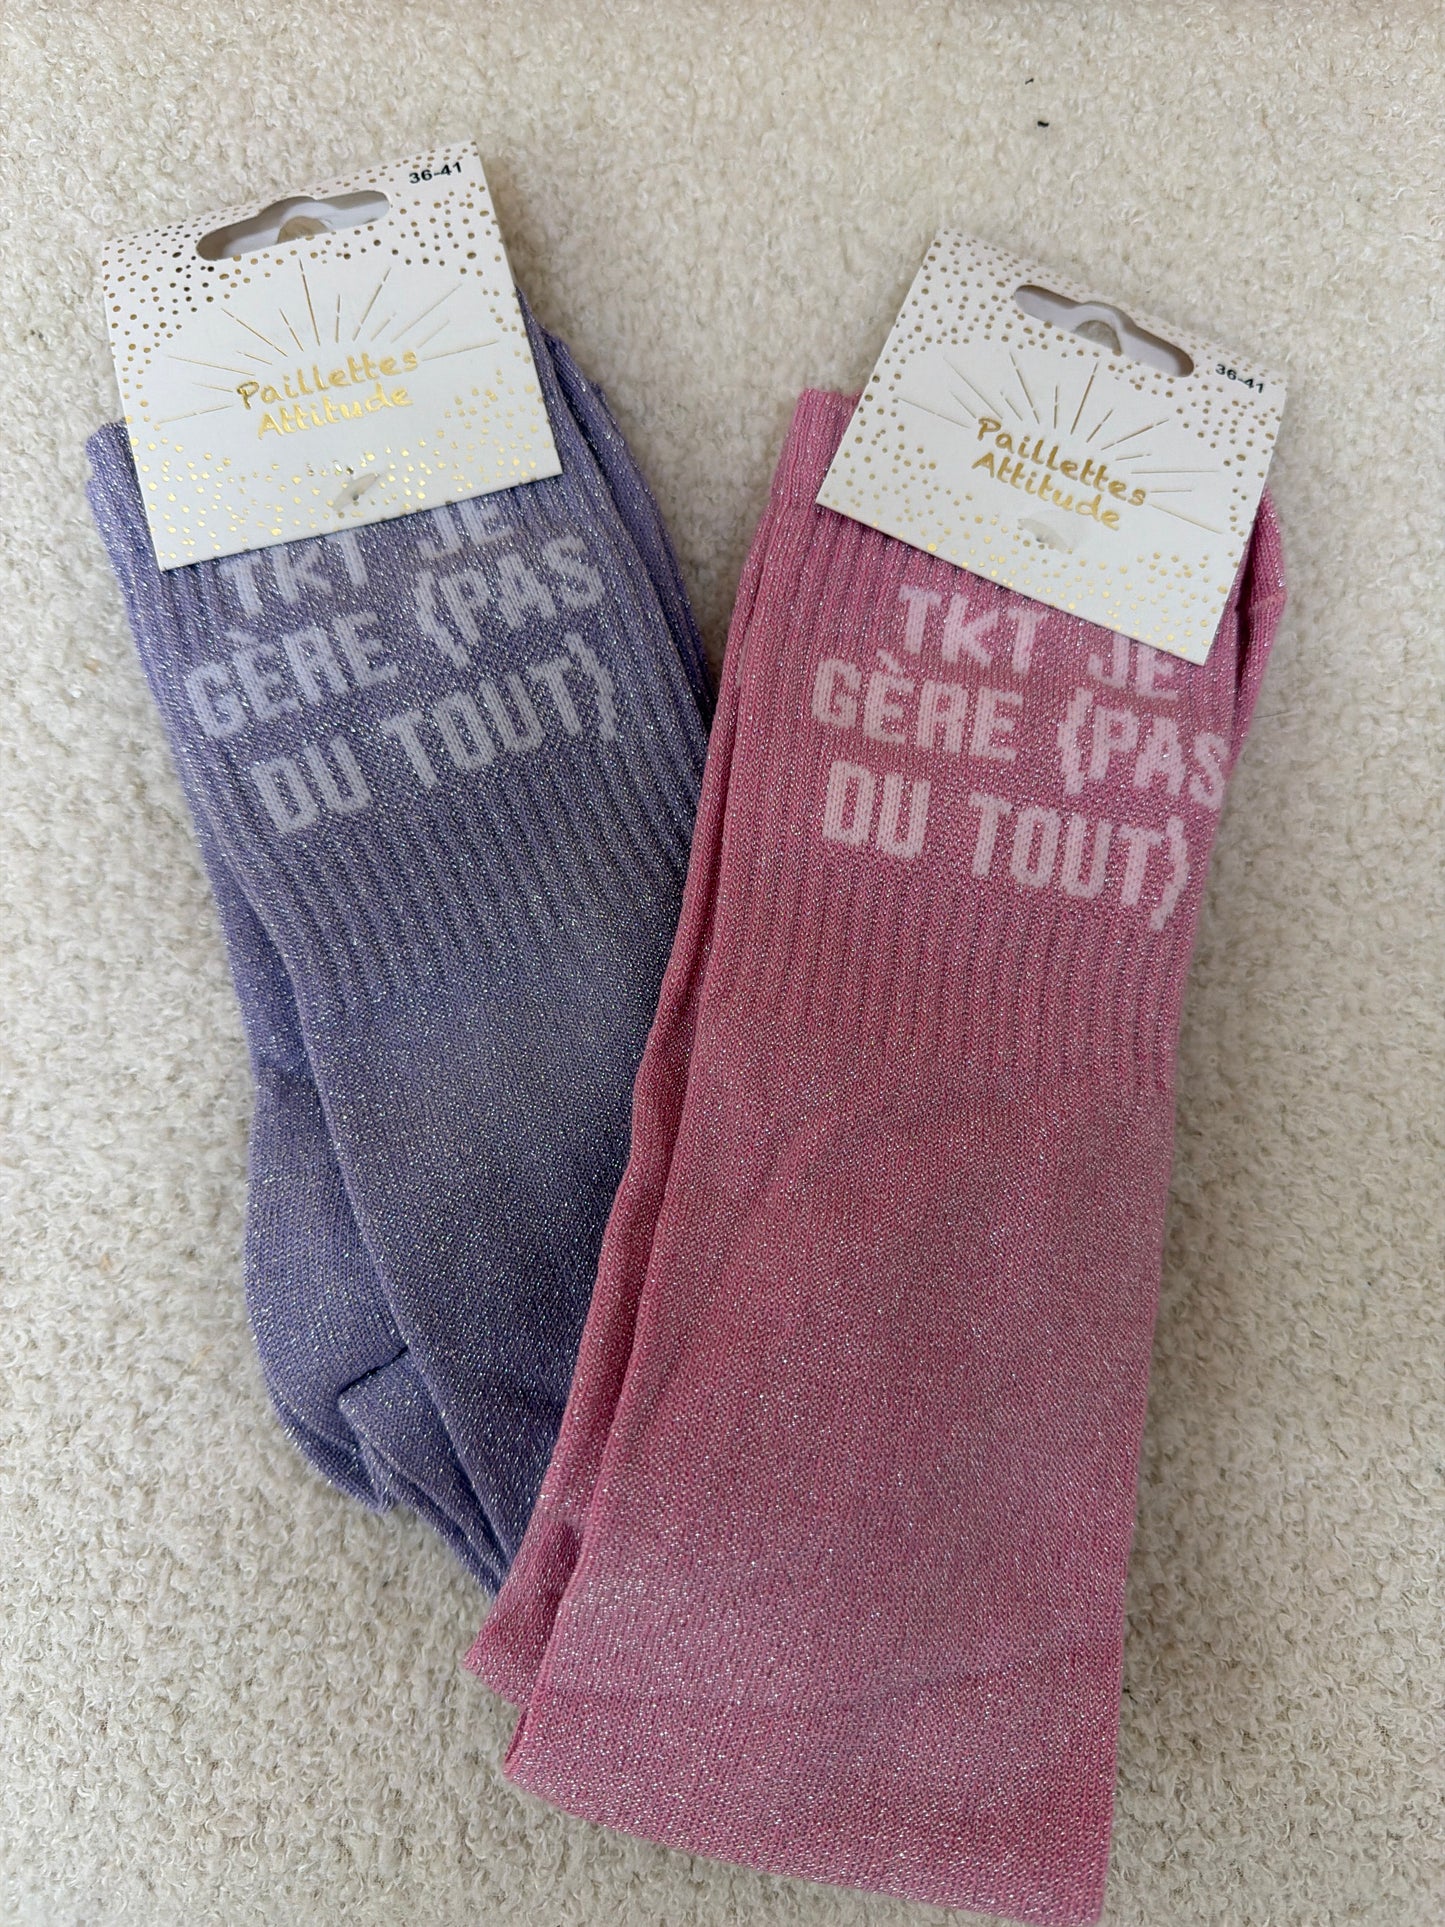 36-41
Paillettes
Attitude
TKT JE
GÈRE (PAS
DU TOUT)
36-41
Paillettes
Attitude
TKT JE
GÈRE (PAS
DU TOUT)